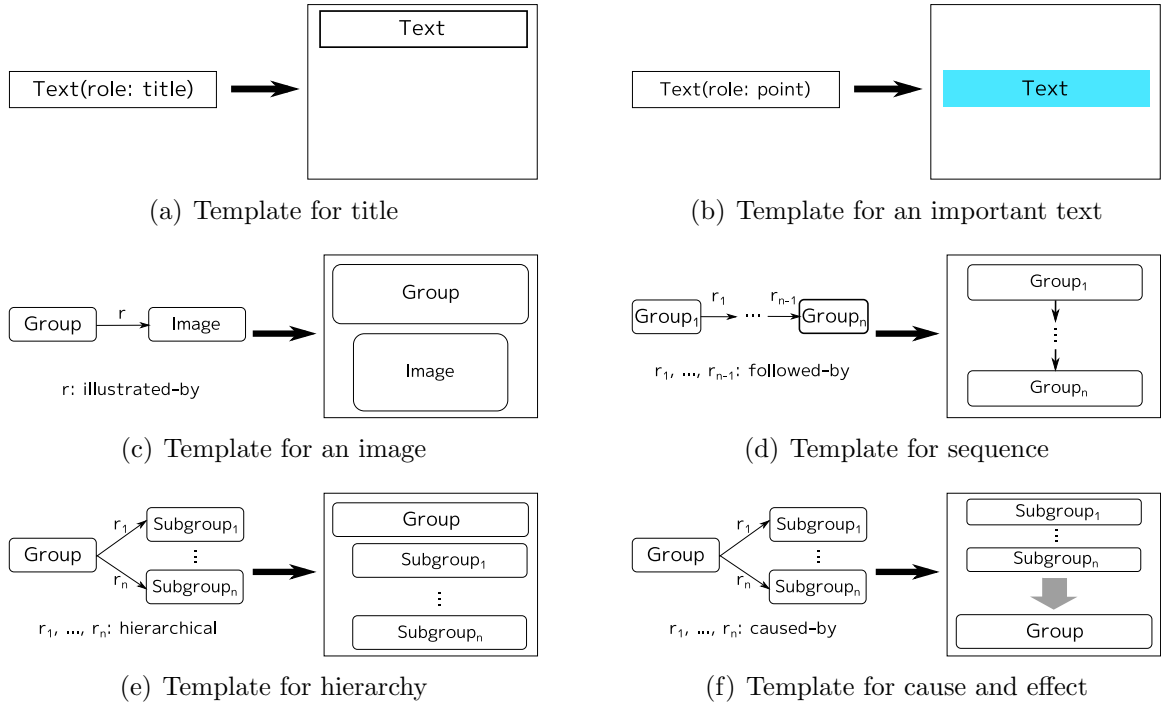 Text(role: title)
Text
(a) Template for title
Text(role: point)
Text
(b) Template for an important text
Group
r
Image
r: illustrated-by
Group
Image
(c) Template for an image
Group₁
r₁
...
rₙ₋₁
Groupₙ
r₁, ..., rₙ₋₁: followed-by
Group₁
⋮
Groupₙ
(d) Template for sequence
Group
r₁
rₙ
Subgroup₁
⋮
Subgroupₙ
r₁, ..., rₙ: hierarchical
Group
Subgroup₁
⋮
Subgroupₙ
(e) Template for hierarchy
Group
r₁
rₙ
Subgroup₁
⋮
Subgroupₙ
r₁, ..., rₙ: caused-by
Subgroup₁
⋮
Subgroupₙ
Group
(f) Template for cause and effect